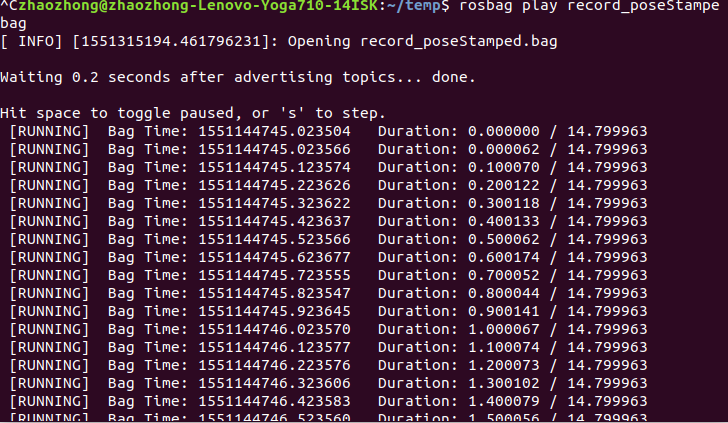 ^Czhaozhong@zhaozhong-Lenovo-Yoga710-14ISK:~/temp$ rosbag play record_poseStampe
bag
[ INFO] [1551315194.461796231]: Opening record_poseStamped.bag
Waiting 0.2 seconds after advertising topics... done.
Hit space to toggle paused, or 's' to step.
[RUNNING]  Bag Time: 1551144745.023504   Duration: 0.000000 / 14.799963
[RUNNING]  Bag Time: 1551144745.023566   Duration: 0.000062 / 14.799963
[RUNNING]  Bag Time: 1551144745.123574   Duration: 0.100070 / 14.799963
[RUNNING]  Bag Time: 1551144745.223626   Duration: 0.200122 / 14.799963
[RUNNING]  Bag Time: 1551144745.323622   Duration: 0.300118 / 14.799963
[RUNNING]  Bag Time: 1551144745.423637   Duration: 0.400133 / 14.799963
[RUNNING]  Bag Time: 1551144745.523566   Duration: 0.500062 / 14.799963
[RUNNING]  Bag Time: 1551144745.623677   Duration: 0.600174 / 14.799963
[RUNNING]  Bag Time: 1551144745.723555   Duration: 0.700052 / 14.799963
[RUNNING]  Bag Time: 1551144745.823547   Duration: 0.800044 / 14.799963
[RUNNING]  Bag Time: 1551144745.923645   Duration: 0.900141 / 14.799963
[RUNNING]  Bag Time: 1551144746.023570   Duration: 1.000067 / 14.799963
[RUNNING]  Bag Time: 1551144746.123577   Duration: 1.100074 / 14.799963
[RUNNING]  Bag Time: 1551144746.223576   Duration: 1.200073 / 14.799963
[RUNNING]  Bag Time: 1551144746.323606   Duration: 1.300102 / 14.799963
[RUNNING]  Bag Time: 1551144746.423583   Duration: 1.400079 / 14.799963
[RUNNING]  Bag Time: 1551144746.523560   Duration: 1.500056 / 14.799963